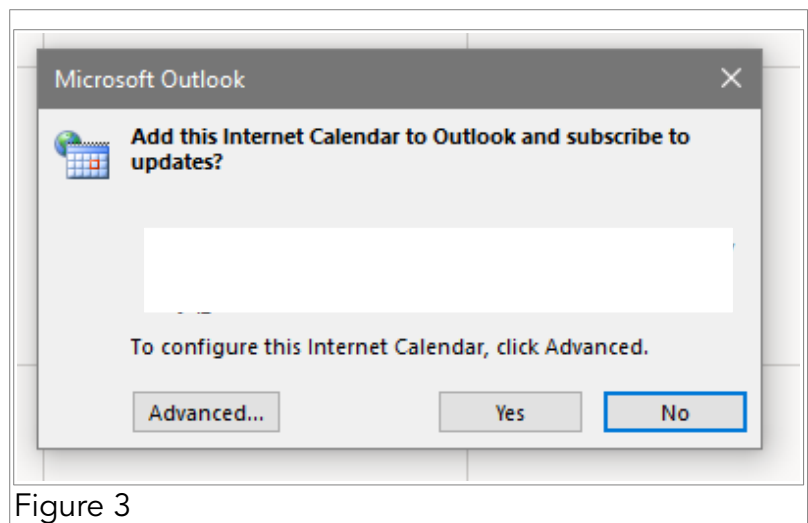 Microsoft Outlook
Add this Internet Calendar to Outlook and subscribe to
updates?
To configure this Internet Calendar, click Advanced.
Advanced...
Yes
No
Figure 3